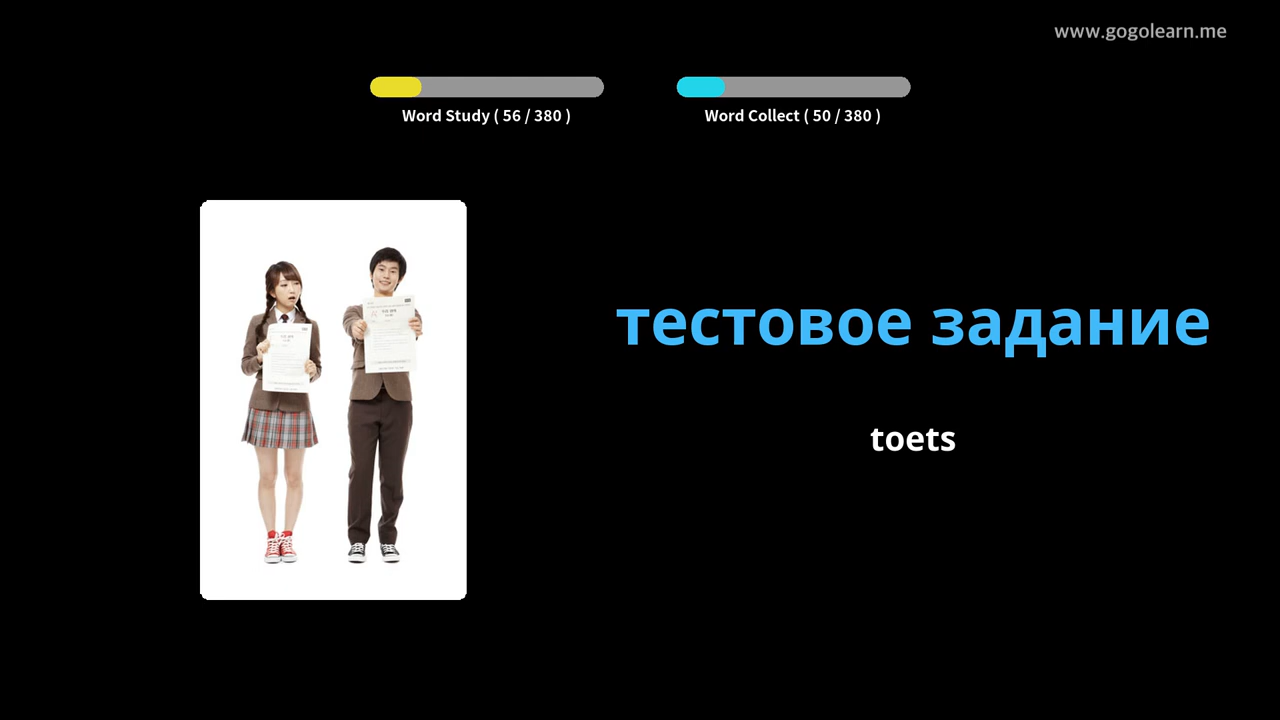 www.gogolearn.me
Word Study ( 56 / 380 )
Word Collect ( 50 / 380 )
тестовое задание
toets